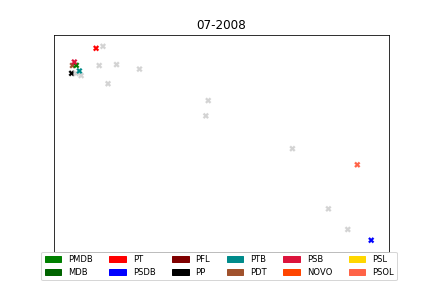 07-2008
PMDB PT PFL PTB PSB PSL
MDB PSDB PP PDT NOVO PSOL